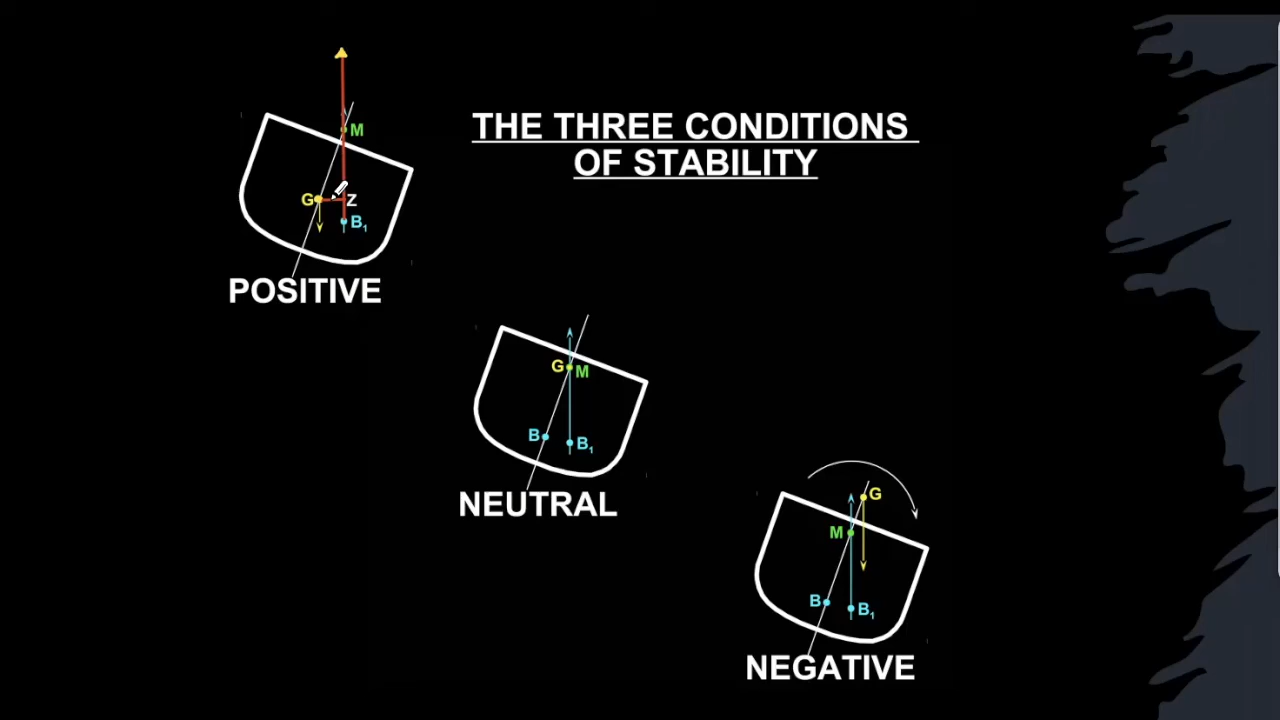 THE THREE CONDITIONS
OF STABILITY
M
G Z
B₁
POSITIVE
G M
B B₁
NEUTRAL
G
M
B B₁
NEGATIVE